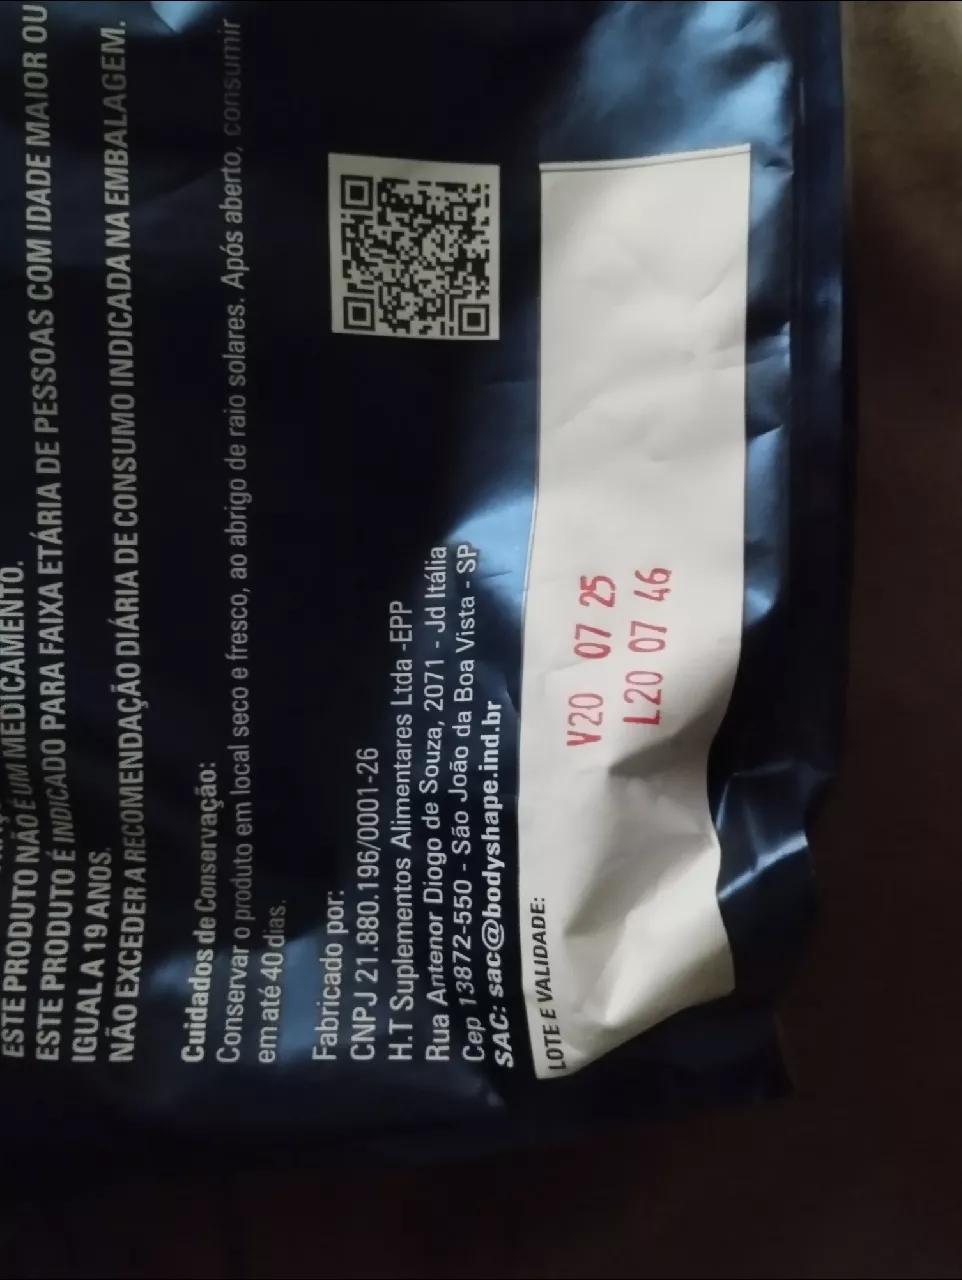 ESTE PRODUTO NÃO É UM MEDICAMENTO.
ESTE PRODUTO É INDICADO PARA FAIXA ETÁRIA DE PESSOAS COM IDADE MAIOR OU
IGUAL A 19 ANOS.
NÃO EXCEDER A RECOMENDAÇÃO DIÁRIA DE CONSUMO INDICADA NA EMBALAGEM.
Cuidados de Conservação:
Conservar o produto em local seco e fresco, ao abrigo de raio solares. Após aberto, consumir
em até 40 dias.
Fabricado por:
CNPJ 21.880.196/0001-26
H.T Suplementos Alimentares Ltda -EPP
Rua Antenor Diogo de Souza, 2071 - Jd Itália
Cep 13872-550 - São João da Boa Vista - SP
SAC: sac@bodyshape.ind.br
LOTE E VALIDADE:
V20 07 25
L20 07 46